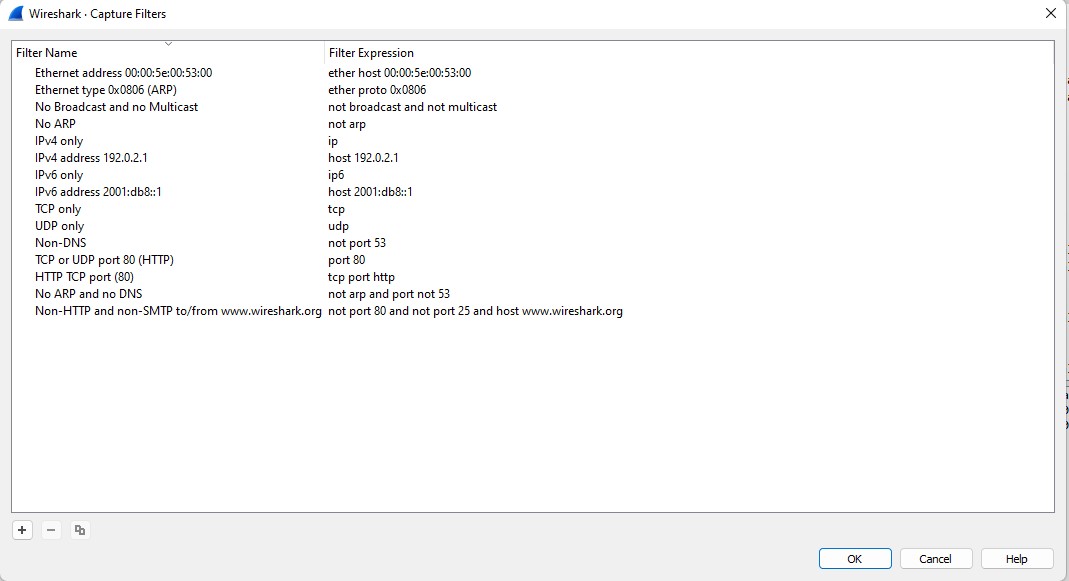 Wireshark · Capture Filters
Filter Name Filter Expression
Ethernet address 00:00:5e:00:53:00 ether host 00:00:5e:00:53:00
Ethernet type 0x0806 (ARP) ether proto 0x0806
No Broadcast and no Multicast not broadcast and not multicast
No ARP not arp
IPv4 only ip
IPv4 address 192.0.2.1 host 192.0.2.1
IPv6 only ip6
IPv6 address 2001:db8::1 host 2001:db8::1
TCP only tcp
UDP only udp
Non-DNS not port 53
TCP or UDP port 80 (HTTP) port 80
HTTP TCP port (80) tcp port http
No ARP and no DNS not arp and port not 53
Non-HTTP and non-SMTP to/from www.wireshark.org not port 80 and not port 25 and host www.wireshark.org
OK Cancel Help